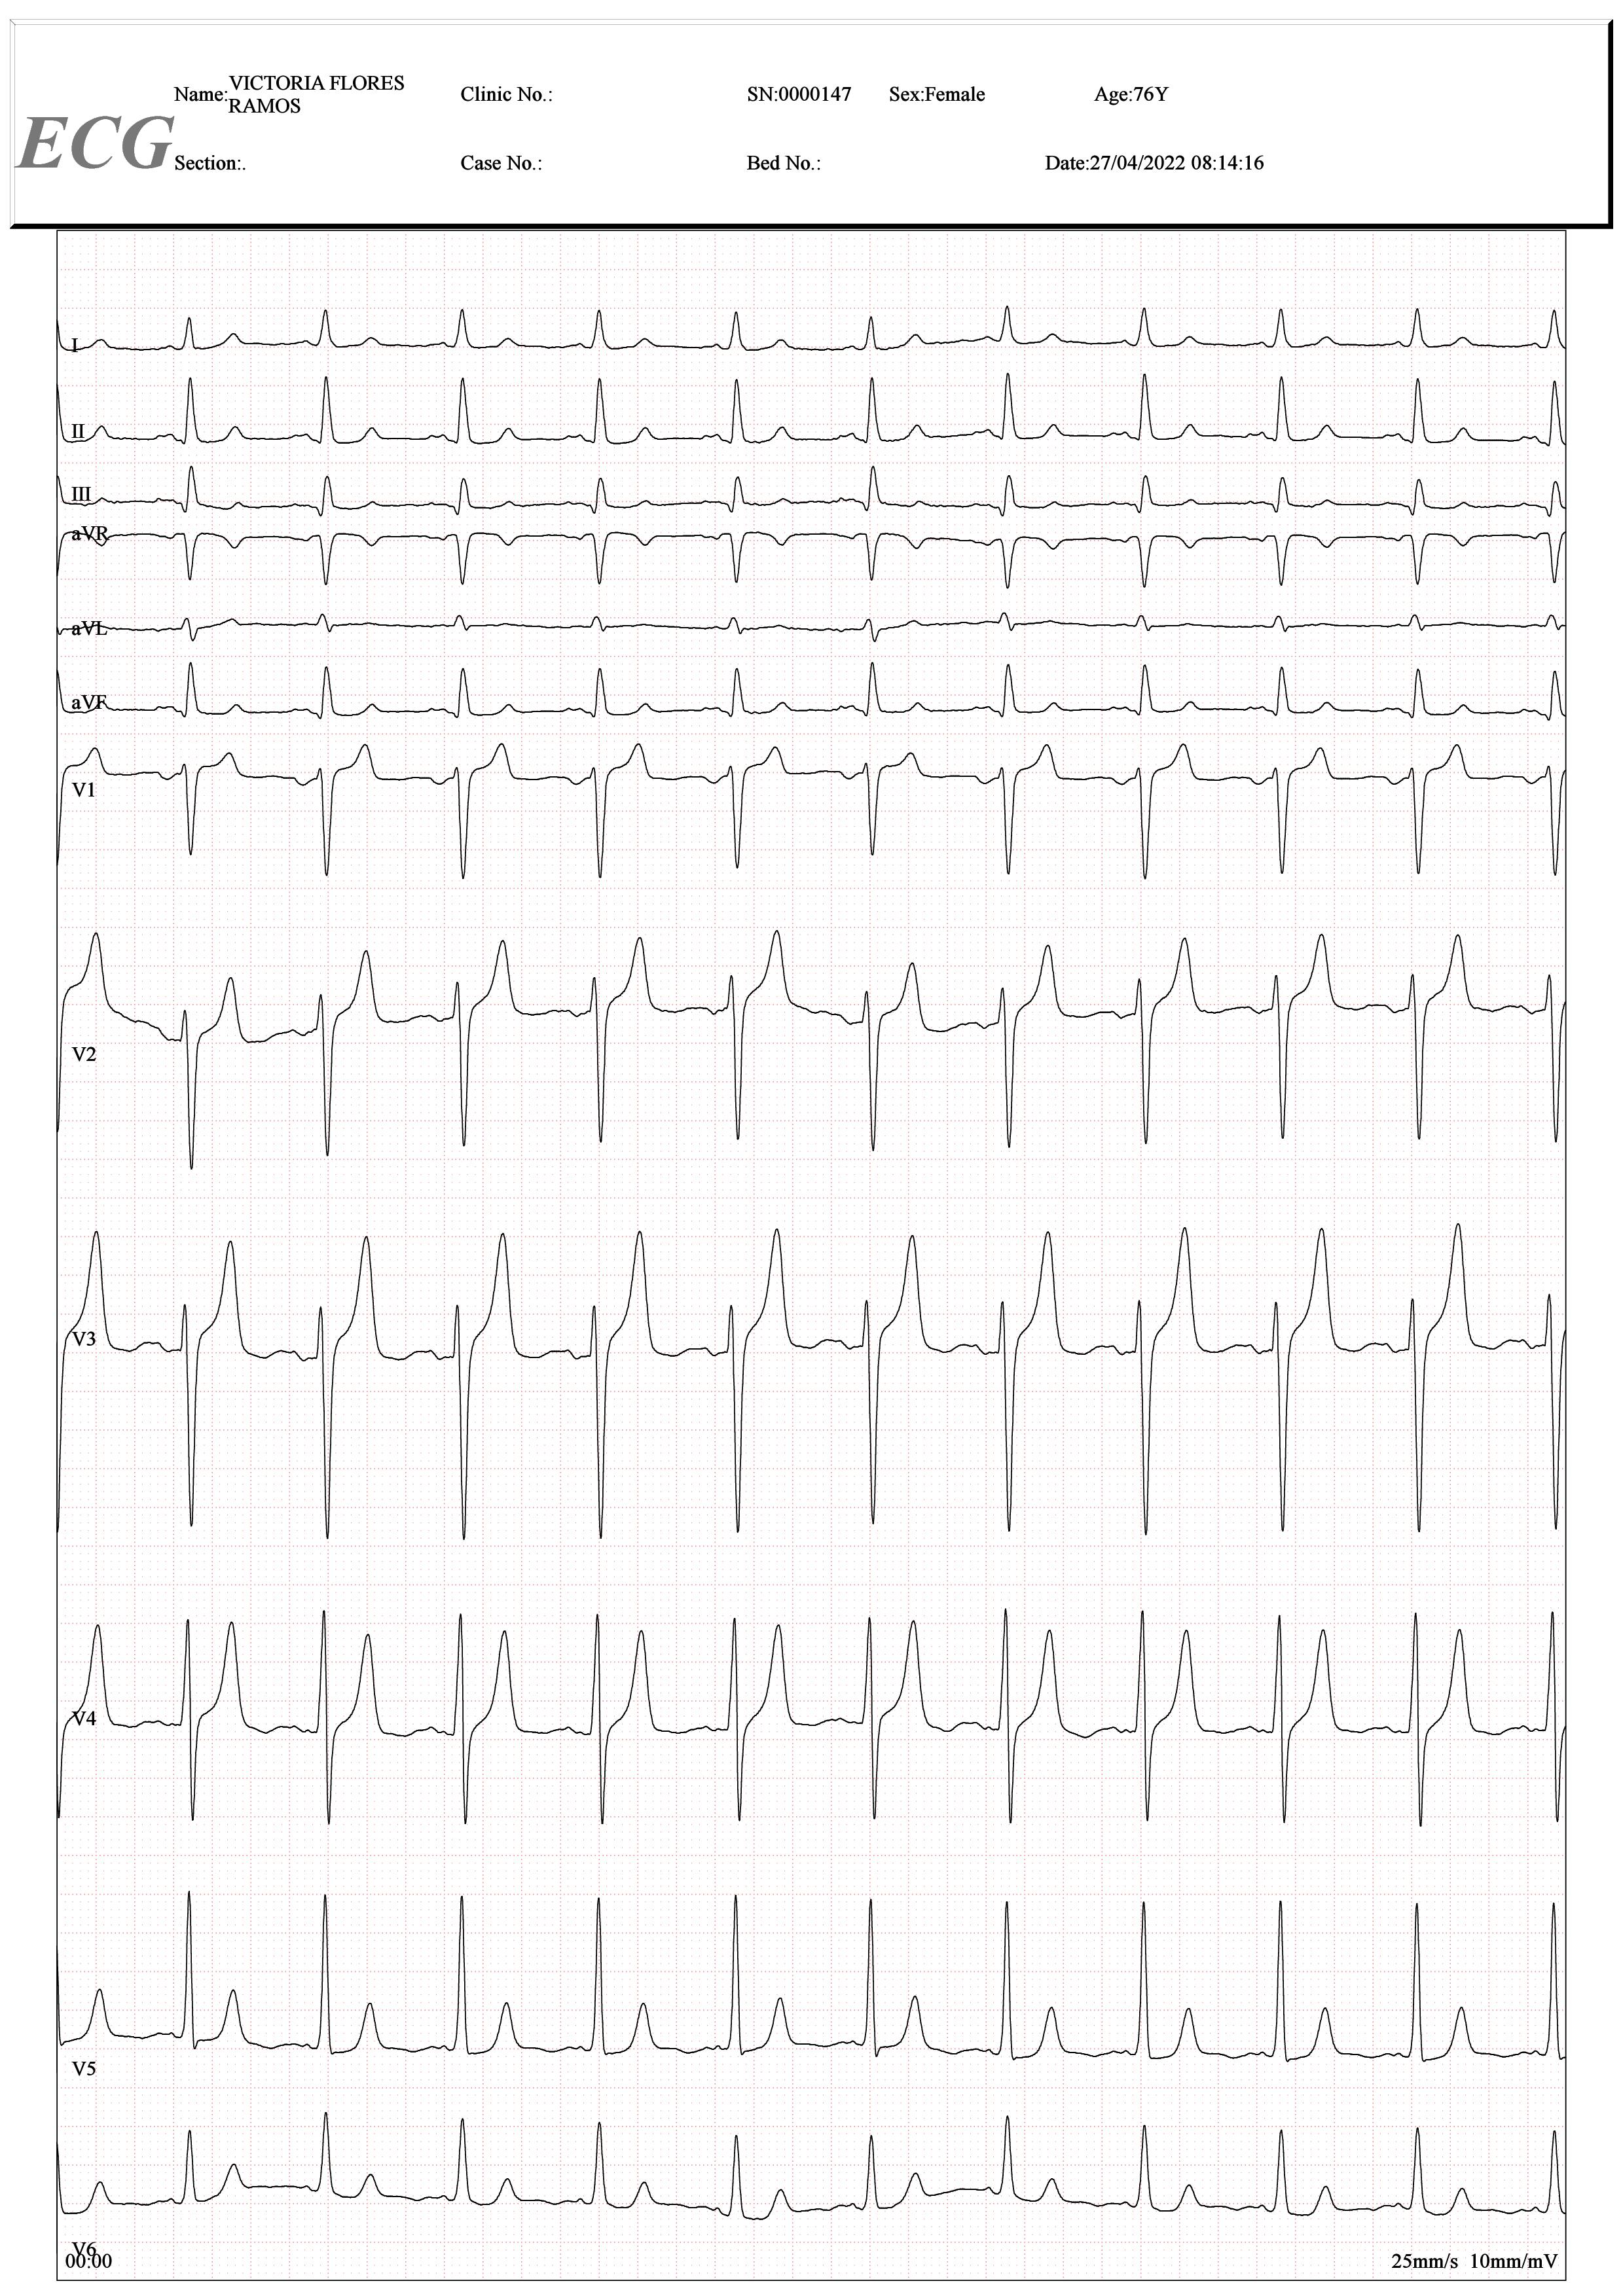 ECG
Name:VICTORIA FLORES RAMOS
Clinic No.:
SN:0000147
Sex:Female
Age:76Y
Section:.
Case No.:
Bed No.:
Date:27/04/2022 08:14:16
I
II
III
aVR
aVL
aVF
V1
V2
V3
V4
V5
V6
00:00
25mm/s 10mm/mV